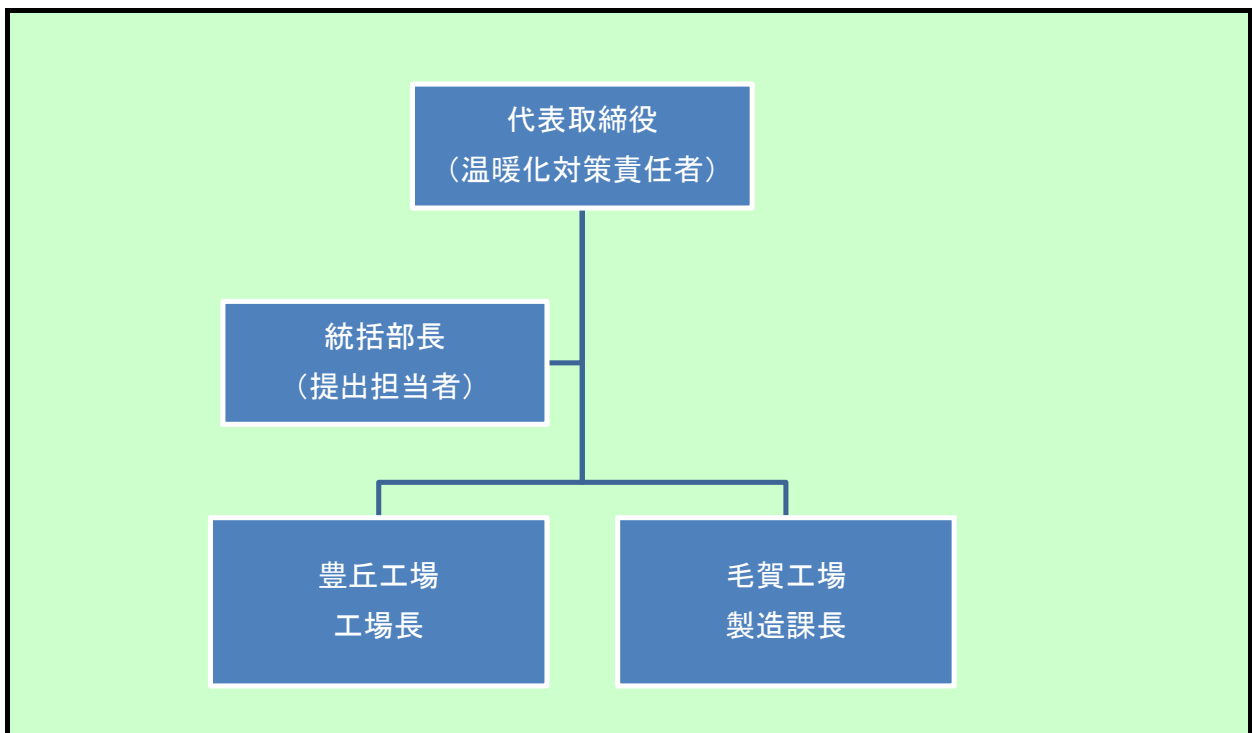 代表取締役
（温暖化対策責任者）
統括部長
（提出担当者）
豊丘工場
工場長
毛賀工場
製造課長